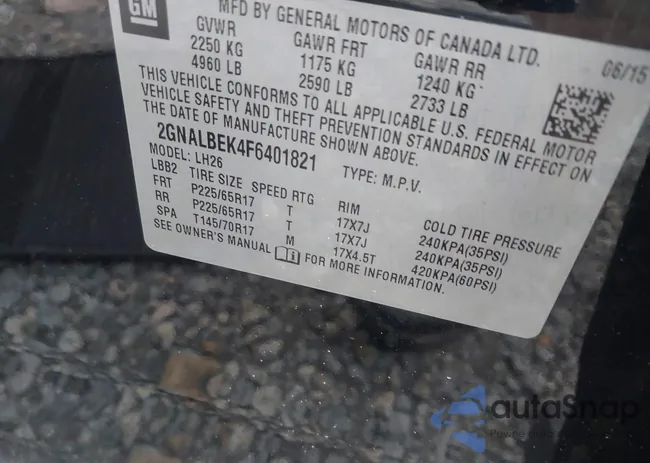 GM
MFD BY GENERAL MOTORS OF CANADA LTD.
GVWR GAWR FRT GAWR RR 06/15
2250 KG 1175 KG 1240 KG
4960 LB 2590 LB 2733 LB
THIS VEHICLE CONFORMS TO ALL APPLICABLE U.S. FEDERAL MOTOR
VEHICLE SAFETY AND THEFT PREVENTION STANDARDS IN EFFECT ON
THE DATE OF MANUFACTURE SHOWN ABOVE.
2GNALBEK4F6401821 TYPE: M.P.V.
MODEL: LH26
LBB2 TIRE SIZE SPEED RTG RIM COLD TIRE PRESSURE
FRT P225/65R17 T 17X7J 240KPA(35PSI)
RR P225/65R17 T 17X7J 240KPA(35PSI)
SPA T145/70R17 M 17X4.5T 420KPA(60PSI)
SEE OWNER'S MANUAL FOR MORE INFORMATION.
autoSnap